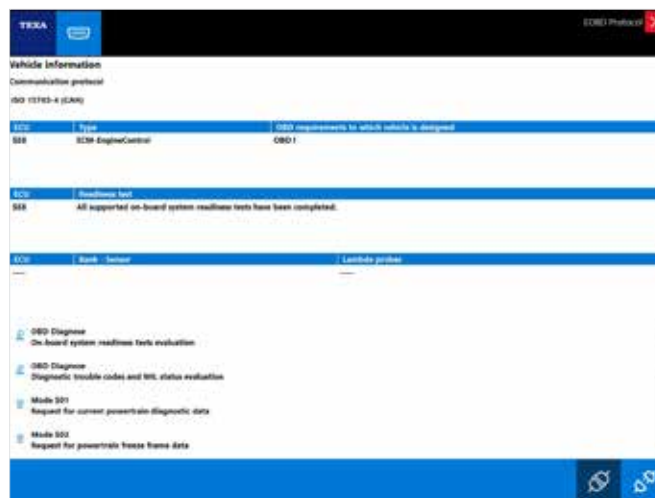 TEXA
EOBD Protocol
Vehicle information
Communication protocol
ISO 15765-4 (CAN)
ECU Type OBD requirements to which vehicle is designed
$E8 ECM-EngineControl OBD I
ECU Readiness test
$E8 All supported on-board system readiness tests have been completed.
ECU Bank - Sensor Lambda probes
---- ----
OBD Diagnose
On-board system readiness tests evaluation
OBD Diagnose
Diagnostic trouble codes and MIL status evaluation
Mode $01
Request for current powertrain diagnostic data
Mode $02
Request for powertrain freeze frame data